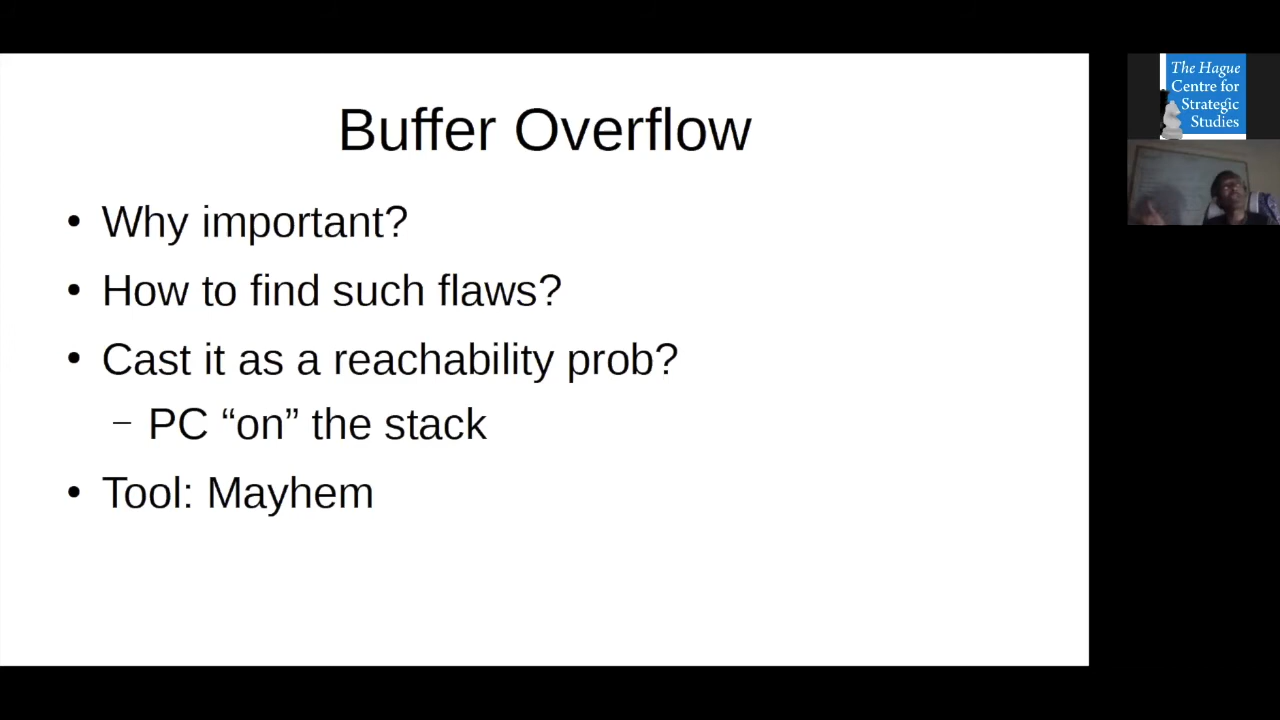 Buffer Overflow
• Why important?
• How to find such flaws?
• Cast it as a reachability prob?
– PC “on” the stack
• Tool: Mayhem
The Hague
Centre for
Strategic
Studies